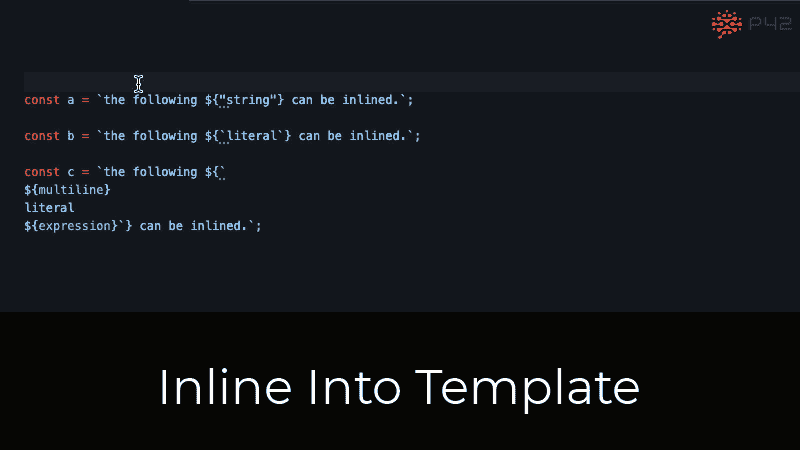 P42
const a = `the following ${"string"} can be inlined.`;
const b = `the following ${`literal`} can be inlined.`;
const c = `the following ${`
${multiline}
literal
${expression}`} can be inlined.`;
Inline Into Template